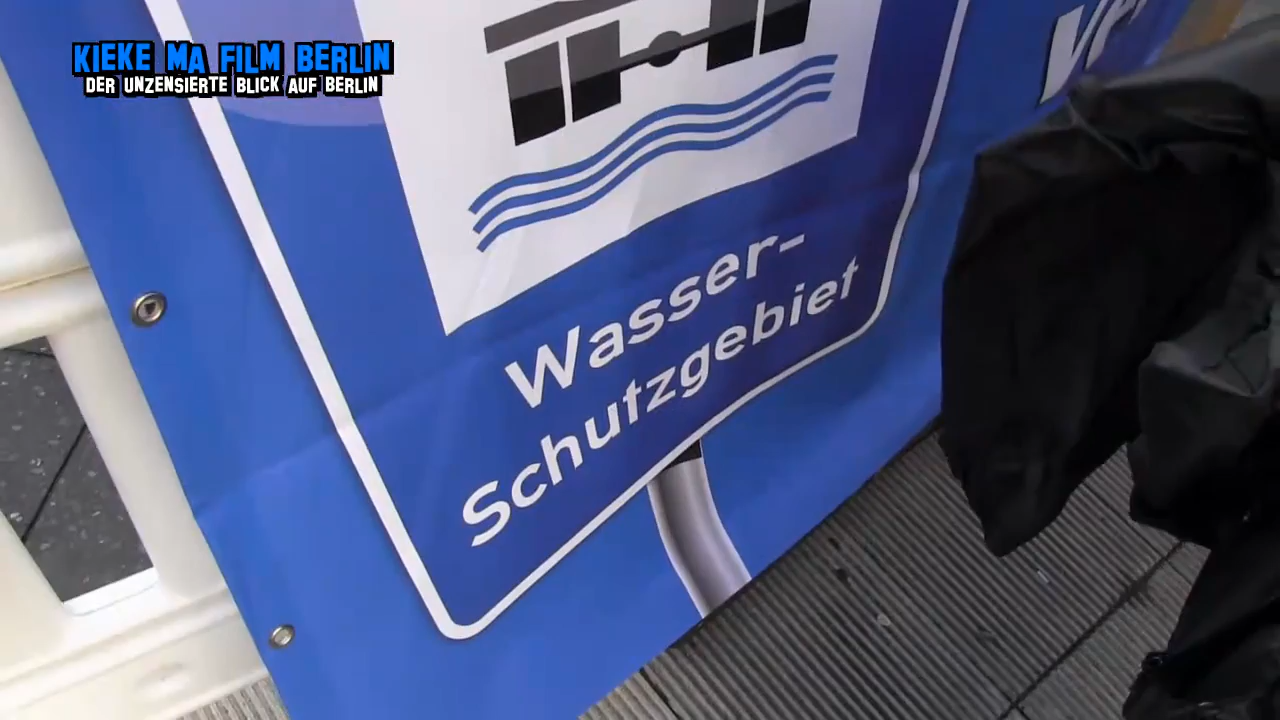 KIEKE MA FILM BERLIN
DER UNZENSIERTE BLICK AUF BERLIN
Wasser-
Schutzgebiet